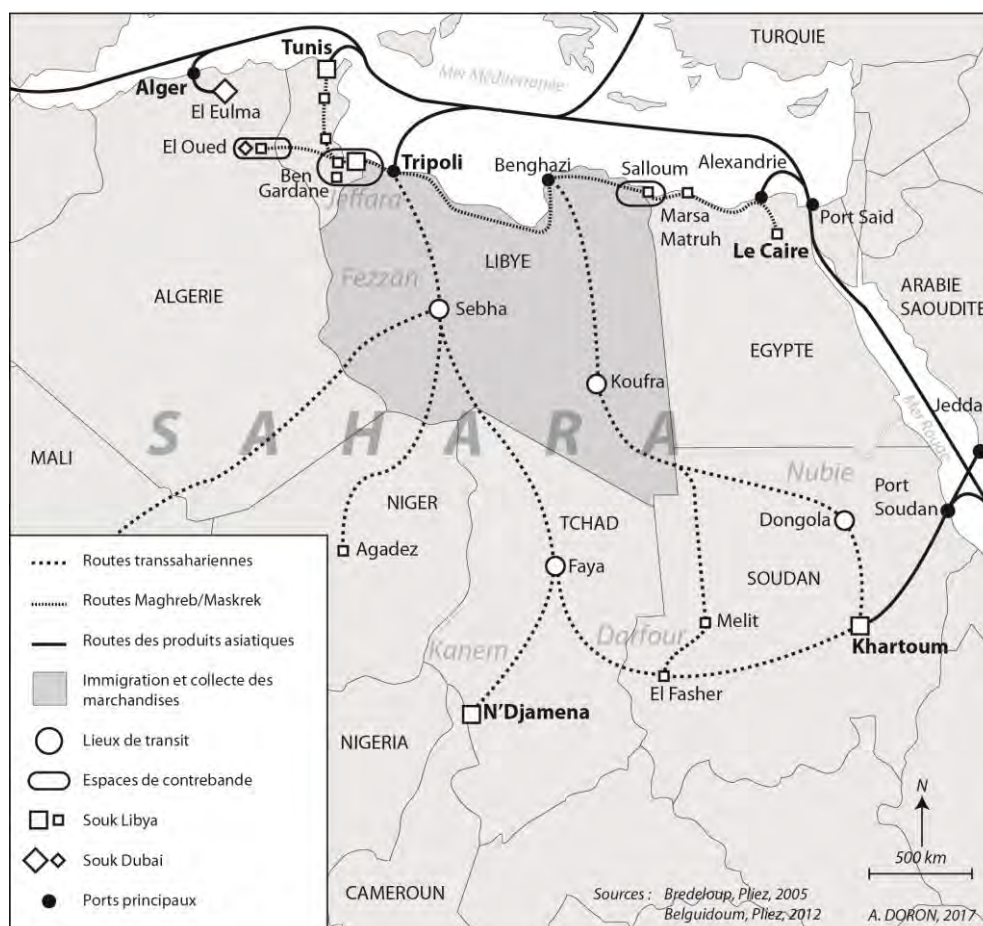 TURQUIE
Tunis
Mer Méditerranée
Alger
El Eulma
El Oued
Ben
Gardane
Tripoli
Benghazi
Salloum
Alexandrie
Jeffara
Marsa
Matruh
Port Said
Le Caire
LIBYE
Fezzan
ALGERIE
Sebha
ARABIE
SAOUDITE
EGYPTE
Koufra
Mer Rouge
Jedda
SAHARA
MALI
Nubie
Port
Soudan
NIGER
TCHAD
Dongola
Agadez
Faya
SOUDAN
Melit
Kanem
Darfour
Khartoum
El Fasher
N'Djamena
NIGERIA
CAMEROUN
Routes transsahariennes
Routes Maghreb/Maskrek
Routes des produits asiatiques
Immigration et collecte des
marchandises
Lieux de transit
Espaces de contrebande
Souk Libya
Souk Dubai
Ports principaux
N
500 km
Sources : Bredeloup, Pliez, 2005
Belguidoum, Pliez, 2012
A. DORON, 2017